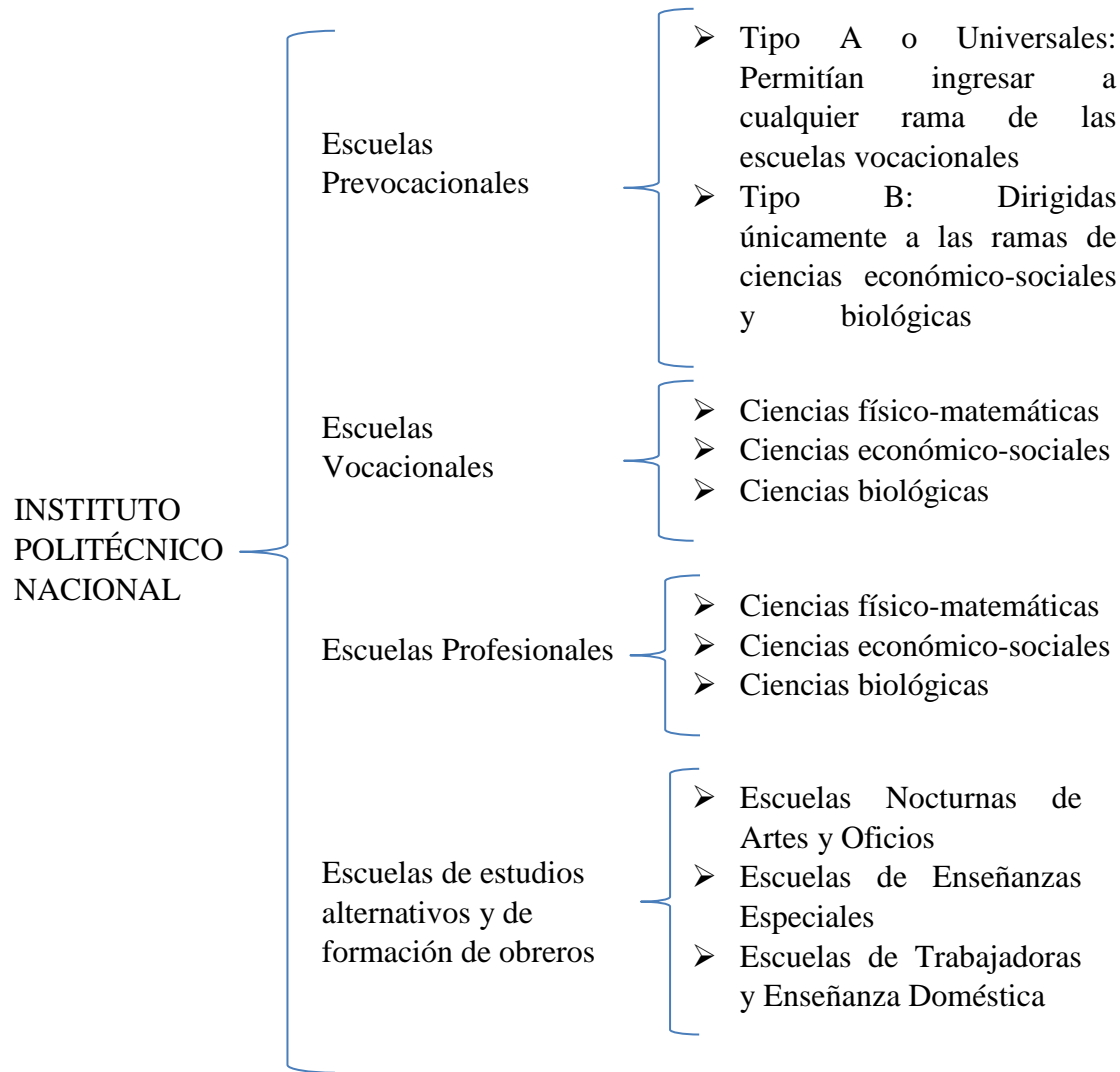 INSTITUTO
POLITÉCNICO
NACIONAL
Escuelas
Prevocacionales
➢ Tipo A o Universales:
Permitían ingresar a
cualquier rama de las
escuelas vocacionales
➢ Tipo B: Dirigidas
únicamente a las ramas de
ciencias económico-sociales
y biológicas
Escuelas
Vocacionales
➢ Ciencias físico-matemáticas
➢ Ciencias económico-sociales
➢ Ciencias biológicas
Escuelas Profesionales
➢ Ciencias físico-matemáticas
➢ Ciencias económico-sociales
➢ Ciencias biológicas
Escuelas de estudios
alternativos y de
formación de obreros
➢ Escuelas Nocturnas de
Artes y Oficios
➢ Escuelas de Enseñanzas
Especiales
➢ Escuelas de Trabajadoras
y Enseñanza Doméstica